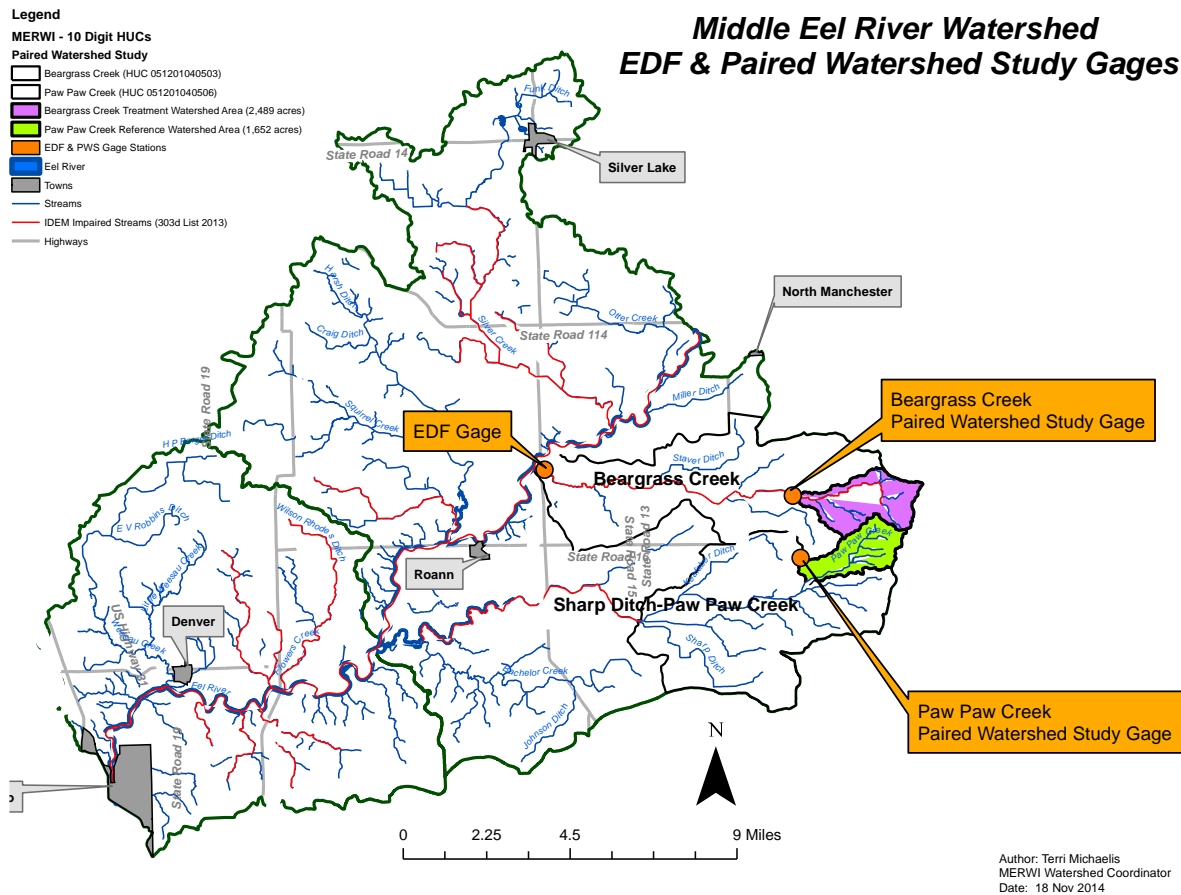 Legend
MERWI - 10 Digit HUCs
Paired Watershed Study
Beargrass Creek (HUC 051201040503)
Paw Paw Creek (HUC 051201040506)
Beargrass Creek Treatment Watershed Area (2,489 acres)
Paw Paw Creek Reference Watershed Area (1,652 acres)
EDF & PWS Gage Stations
Eel River
Towns
Streams
IDEM Impaired Streams (303d List 2013)
Highways
Middle Eel River Watershed
EDF & Paired Watershed Study Gages
Funk Ditch
State Road 14
Silver Lake
North Manchester
Harsh Ditch
Craig Ditch
Otter Creek
Silver Creek
State Road 114
State Road 19
Miller Ditch
Squirrel Creek
EDF Gage
Beargrass Creek
Paired Watershed Study Gage
Staver Ditch
Beargrass Creek
E V Robbins Ditch
Wilson Rhodes Ditch
State Road 13
State Road 15
State Road 16
Paw Paw Creek
Roann
Sharp Ditch-Paw Paw Creek
Denver
US Highway 31
Flowers Creek
Sharp Ditch
Bachelor Creek
Eel River
Johnson Ditch
State Road 19
Paw Paw Creek
Paired Watershed Study Gage
N
0 2.25 4.5 9 Miles
Author: Terri Michaelis
MERWI Watershed Coordinator
Date: 18 Nov 2014